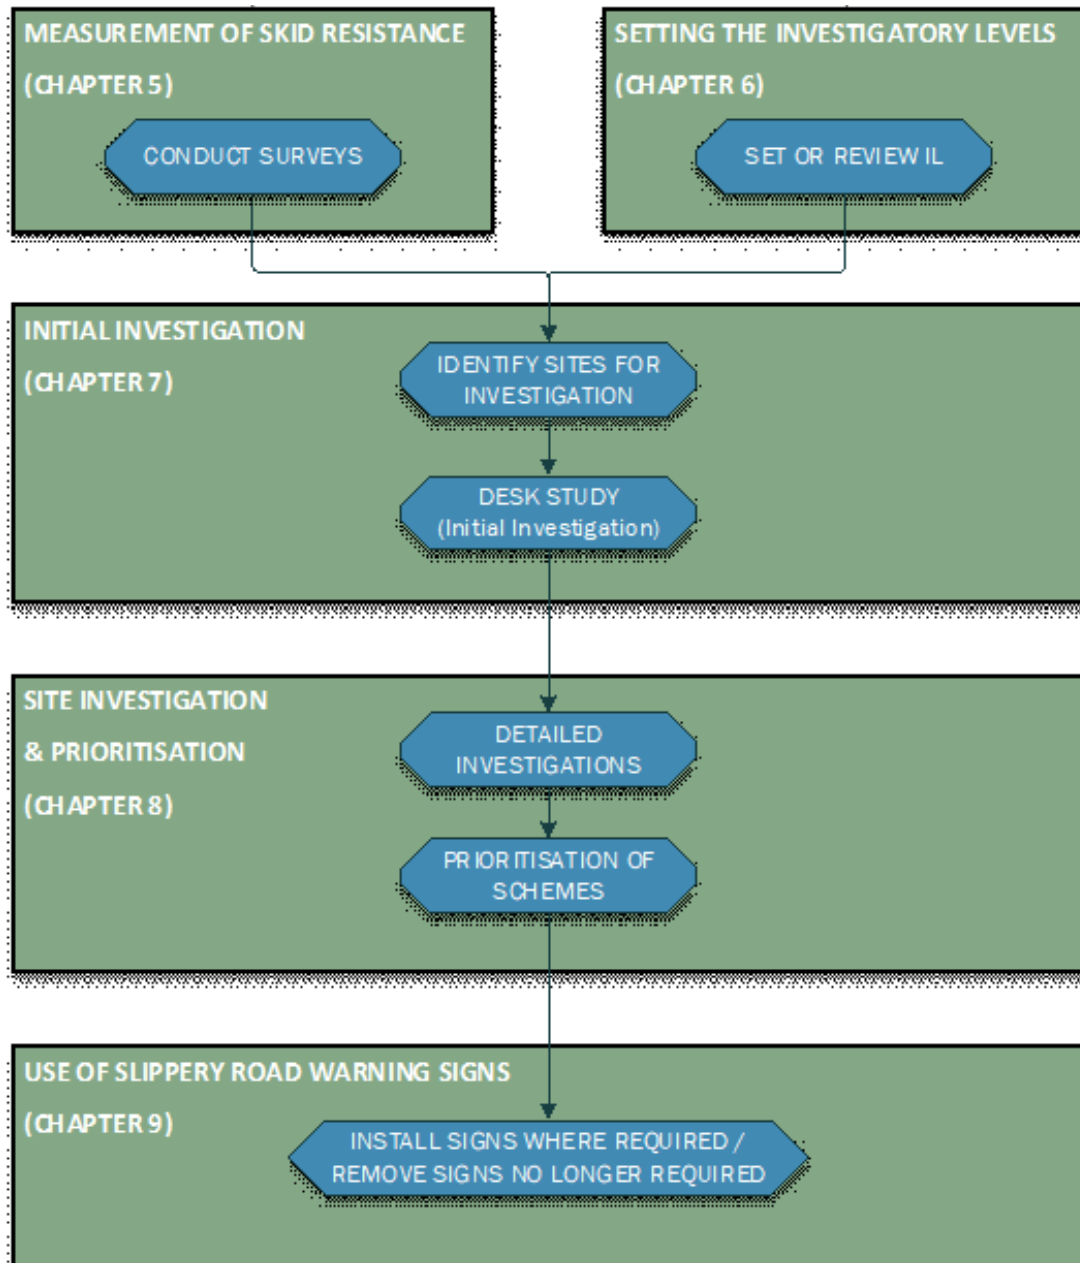 MEASUREMENT OF SKID RESISTANCE
(CHAPTER 5)
CONDUCT SURVEYS
SETTING THE INVESTIGATORY LEVELS
(CHAPTER 6)
SET OR REVIEW IL
INITIAL INVESTIGATION
(CHAPTER 7)
IDENTIFY SITES FOR
INVESTIGATION
DESK STUDY
(Initial Investigation)
SITE INVESTIGATION
& PRIORITISATION
(CHAPTER 8)
DETAILED
INVESTIGATIONS
PRIORITISATION OF
SCHEMES
USE OF SLIPPERY ROAD WARNING SIGNS
(CHAPTER 9)
INSTALL SIGNS WHERE REQUIRED /
REMOVE SIGNS NO LONGER REQUIRED